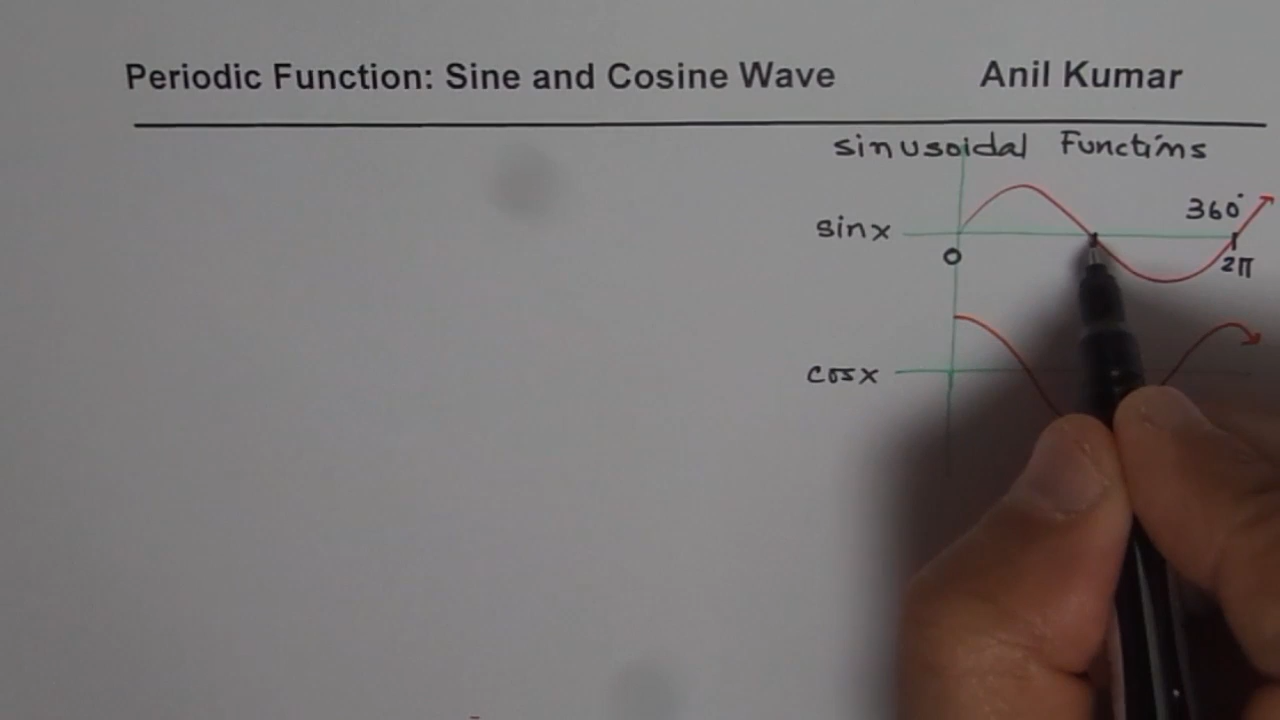 Periodic Function: Sine and Cosine Wave Anil Kumar
sinusoidal Functions
360°
sinx
0
2π
cosx